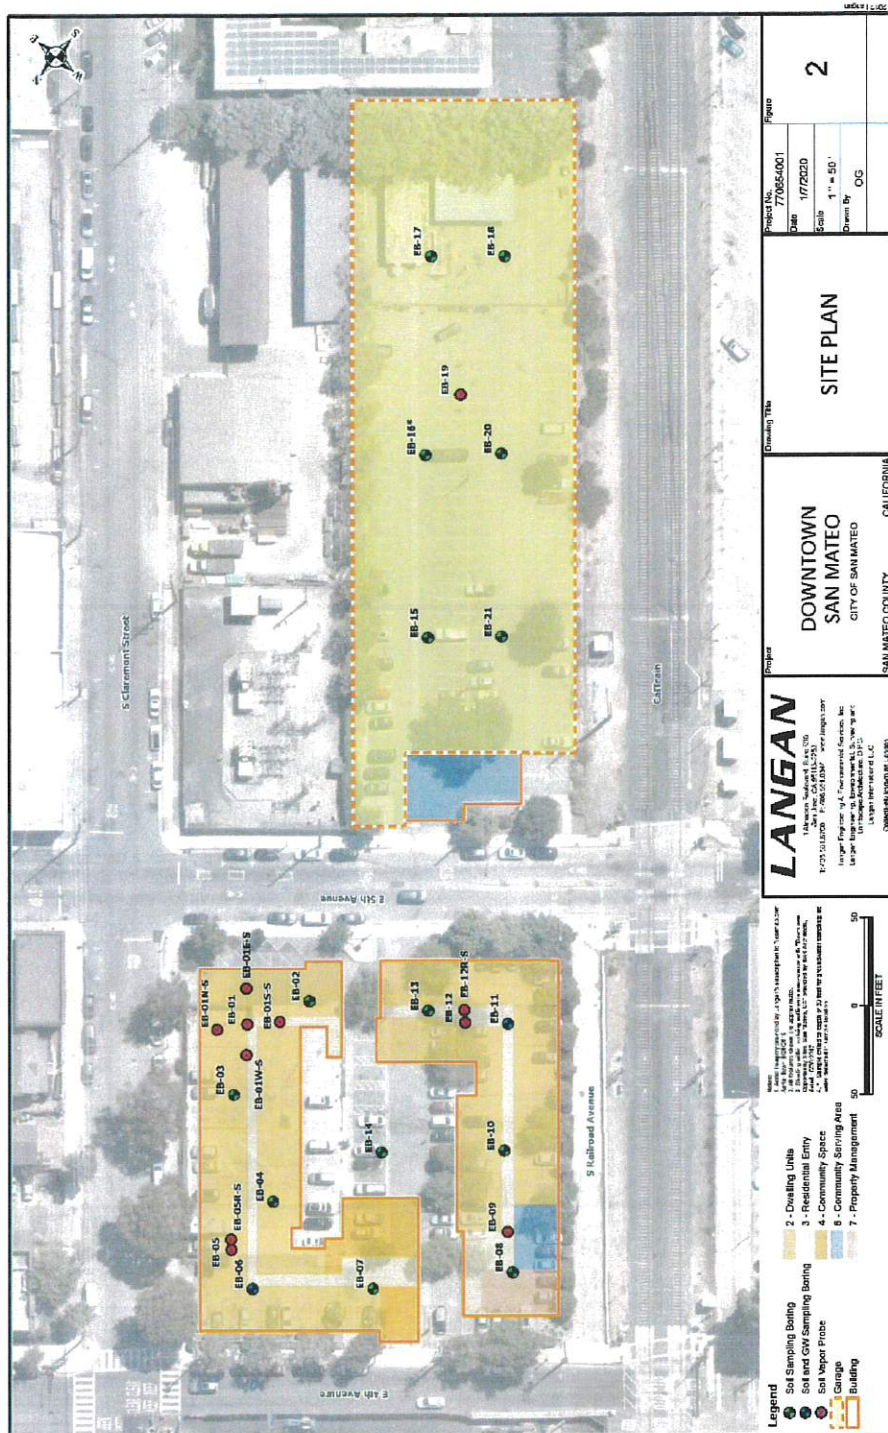 S Claremont Street
EB-17
EB-18
EB-19
EB-16*
EB-20
EB-15
EB-21
Caltrain
E 5th Avenue
EB-01N-S
EB-01E-S
EB-01
EB-01S-S
EB-02
EB-03
EB-01W-S
EB-04
EB-05
EB-05R-S
EB-06
EB-07
EB-13
EB-12
EB-12R-S
EB-11
EB-14
EB-10
EB-09
EB-08
S Railroad Avenue
E 4th Avenue
Legend
Soil Sampling Boring
Soil and GW Sampling Boring
Soil Vapor Probe
Garage
Building
2 - Dwelling Units
3 - Residential Entry
4 - Community Space
6 - Community Serving Area
7 - Property Management
Notes:
50 0 50
SCALE IN FEET
LANGAN
Langan International LLC
Project
DOWNTOWN
SAN MATEO
CITY OF SAN MATEO
SAN MATEO COUNTY CALIFORNIA
Drawing Title
SITE PLAN
Project No.
770654001
Date
1/7/2020
Scale
1" = 50'
Drawn By
OG
Figure
2